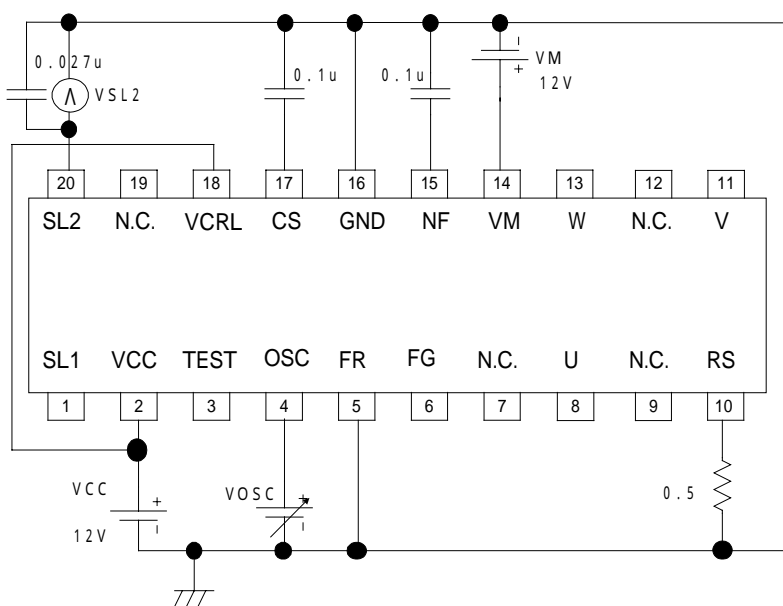 0.027u
V VSL2
0.1u
0.1u
VM
12V
20 19 18 17 16 15 14 13 12 11
SL2 N.C. VCRL CS GND NF VM W N.C. V
SL1 VCC TEST OSC FR FG N.C. U N.C. RS
1 2 3 4 5 6 7 8 9 10
VCC
12V
VOSC
0.5